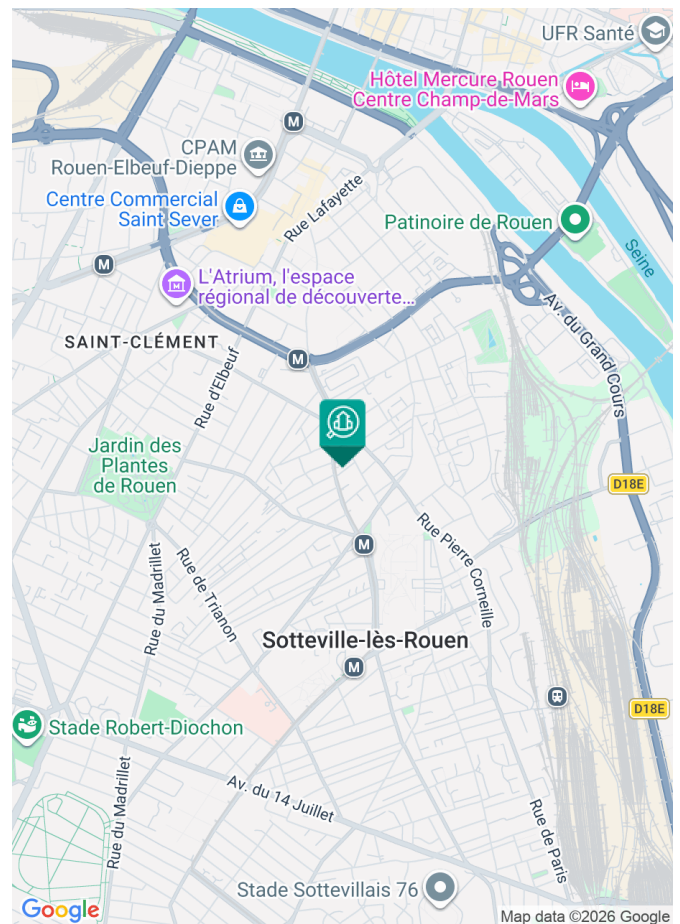 UFR Santé
Hôtel Mercure Rouen
Centre Champ-de-Mars
M
CPAM
Rouen-Elbeuf-Dieppe
Centre Commercial
Saint Sever
Rue Lafayette
Patinoire de Rouen
Seine
M
L'Atrium, l'espace
régional de découverte...
Av. du Grand Cours
SAINT-CLÉMENT
M
Rue d'Elbeuf
Jardin des
Plantes
de Rouen
D18E
M
Rue Pierre Corneille
Rue du Madrillet
Rue de Trianon
Sotteville-lès-Rouen
M
D18E
Stade Robert-Diochon
Rue du Madrillet
Av. du 14 Juillet
Rue de Paris
Stade Sottevillais 76
Google
Map data ©2026 Google